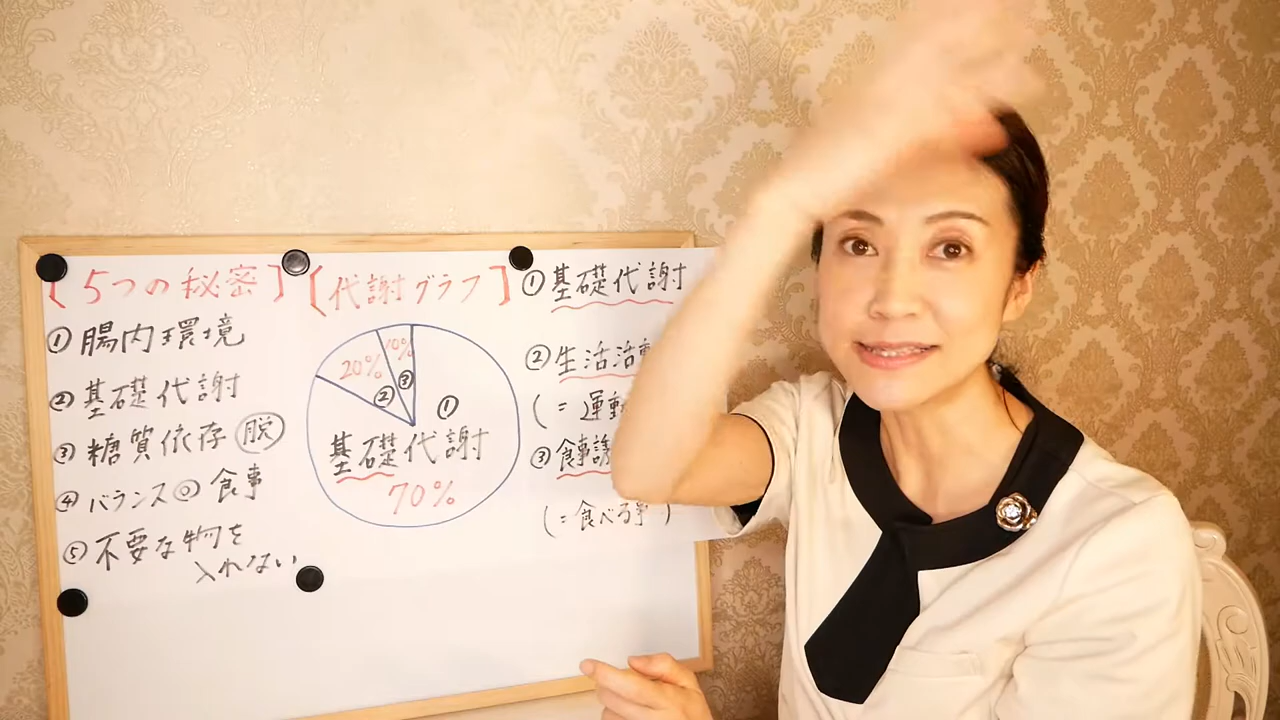 【5つの秘密】
①腸内環境
②基礎代謝
③糖質依存 脱
④バランス◎食事
⑤不要な物を
入れない
【代謝グラフ】
10%
20%
③
②
①
基礎代謝
70%
①基礎代謝
②生活活動
(=運動
③食事誘
(=食べる事)